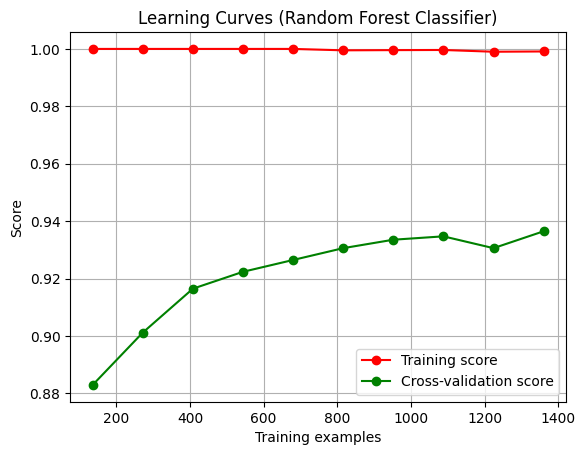 Learning Curves (Random Forest Classifier)
1.00
0.98
0.96
0.94
0.92
0.90
0.88
Score
Training score
Cross-validation score
200 400 600 800 1000 1200 1400
Training examples